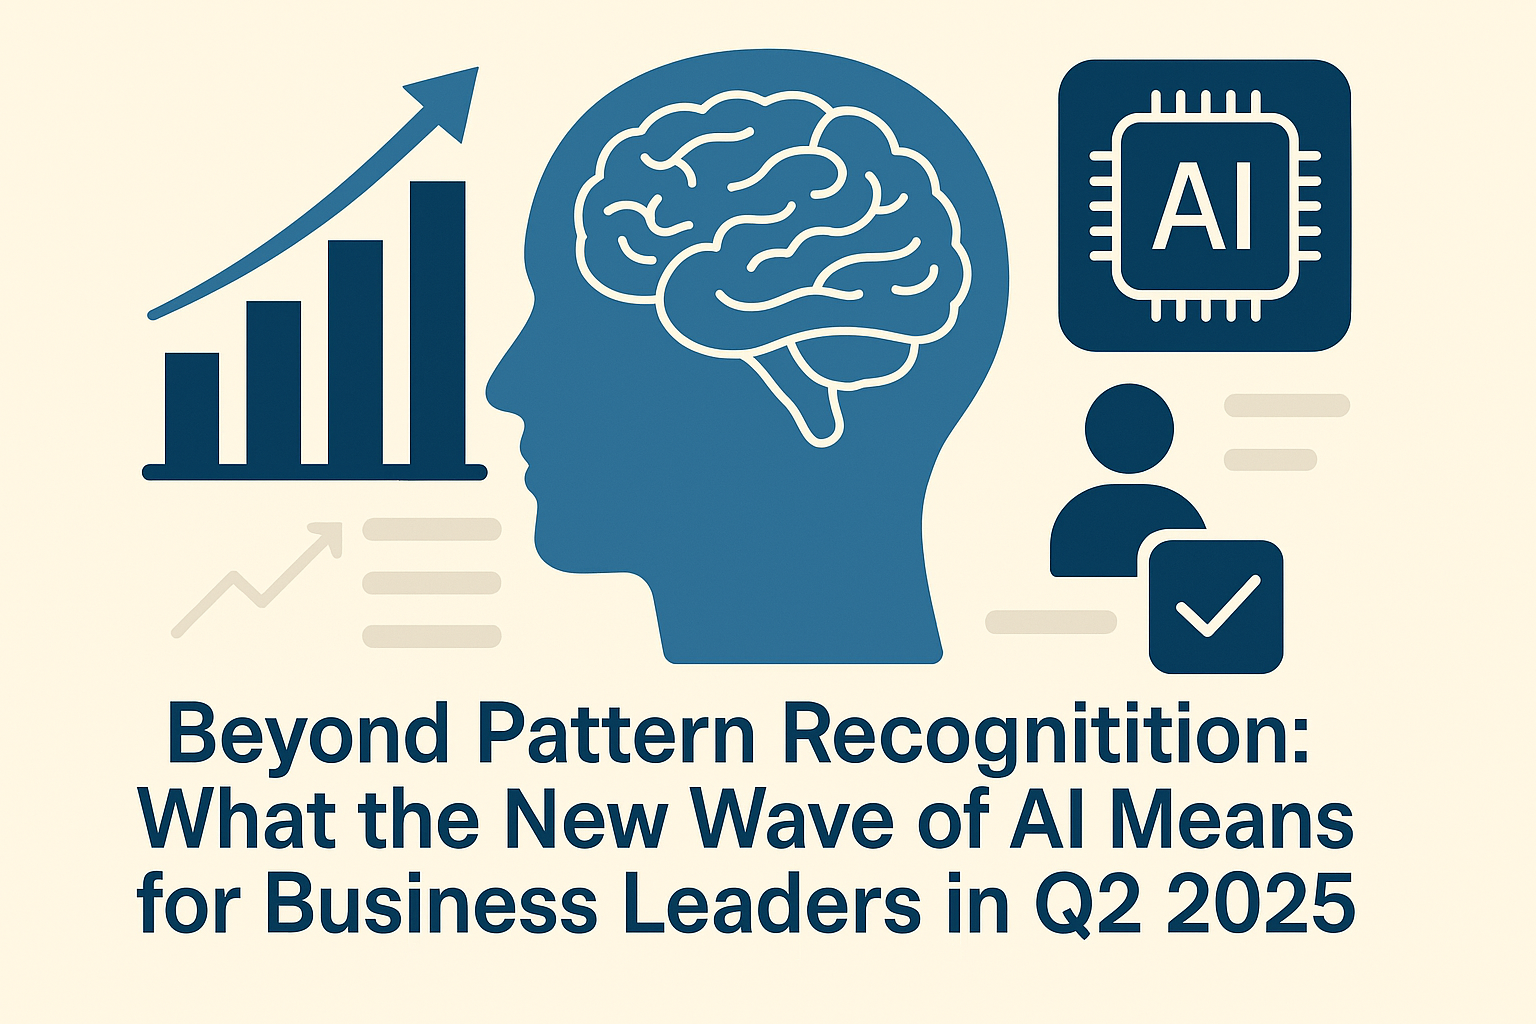 AI
Beyond Pattern Recognitition:
What the New Wave of AI Means
for Business Leaders in Q2 2025